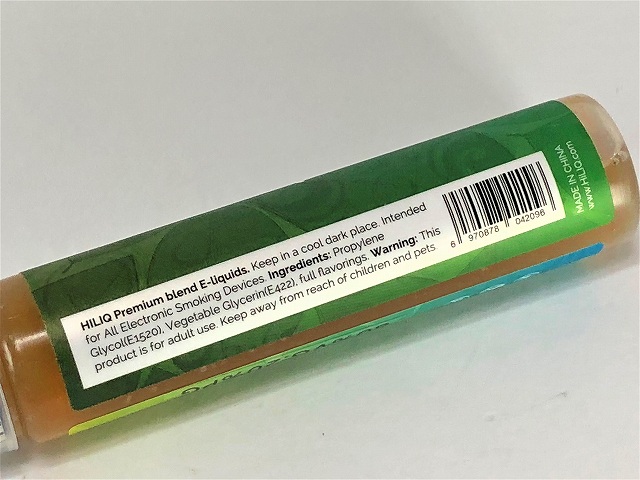 HILIQ Premium blend E-liquids. Keep in a cool dark place. Intended
for All Electronic Smoking Devices. Ingredients: Propylene
Glycol(E1520), Vegetable Glycerin(E422), full flavorings. Warning: This
product is for adult use. Keep away from reach of children and pets
6 970878 042096
MADE IN CHINA
www.HILIQ.com